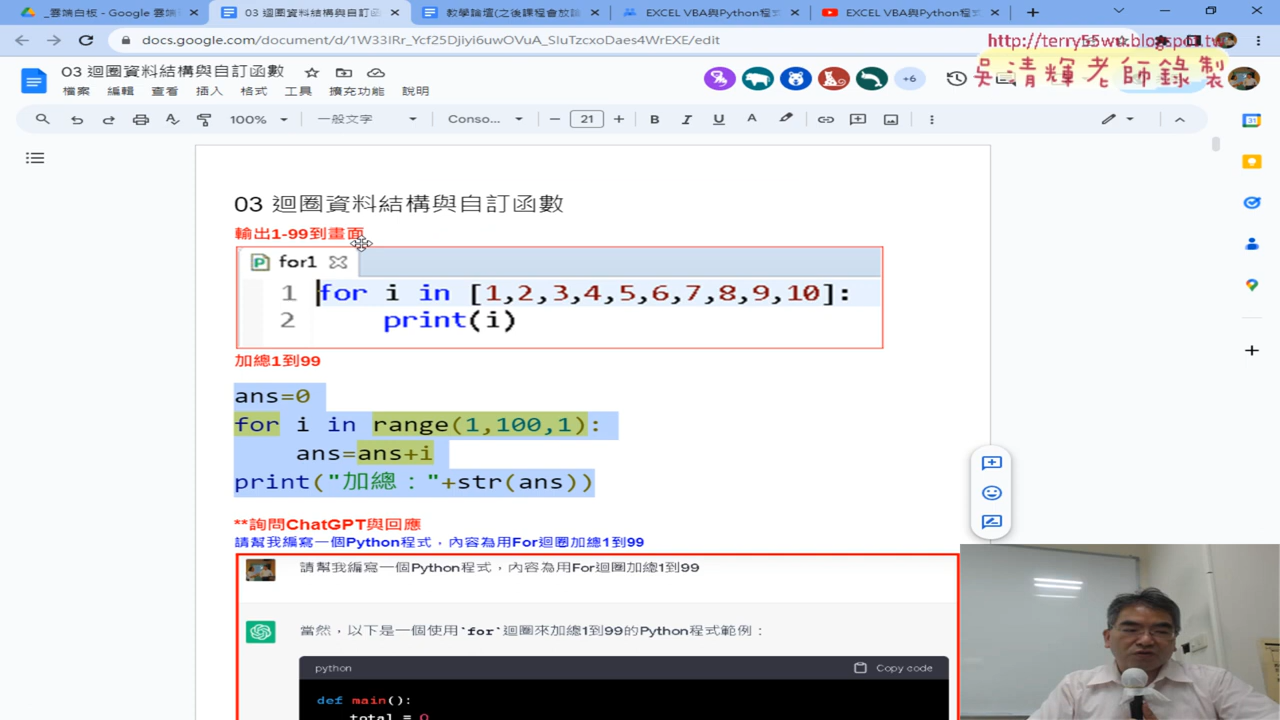 _雲端白板 - Google 雲端
03 迴圈資料結構與自訂函
教學論壇(之後課程會放論
EXCEL VBA與Python程式
EXCEL VBA與Python程式
docs.google.com/document/d/1W33IRr_Ycf25Djiyi6uwOVuA_SIuTzcxoDaes4WrEXE/edit
http://terry55wu.blogspot.tw
吳清輝老師錄製
03 迴圈資料結構與自訂函數
檔案 編輯 查看 插入 格式 工具 擴充功能 說明
+6
100% 一般文字 Conso... 21 B I U A
03 迴圈資料結構與自訂函數
輸出1-99到畫面
for1
1 for i in [1,2,3,4,5,6,7,8,9,10]:
2 print(i)
加總1到99
ans=0
for i in range(1,100,1):
ans=ans+i
print("加總："+str(ans))
**詢問ChatGPT與回應
請幫我編寫一個Python程式，內容為用For迴圈加總1到99
請幫我編寫一個Python程式，內容為用For迴圈加總1到99
當然，以下是一個使用`for`迴圈來加總1到99的Python程式範例：
python Copy code
def main():
total = 0